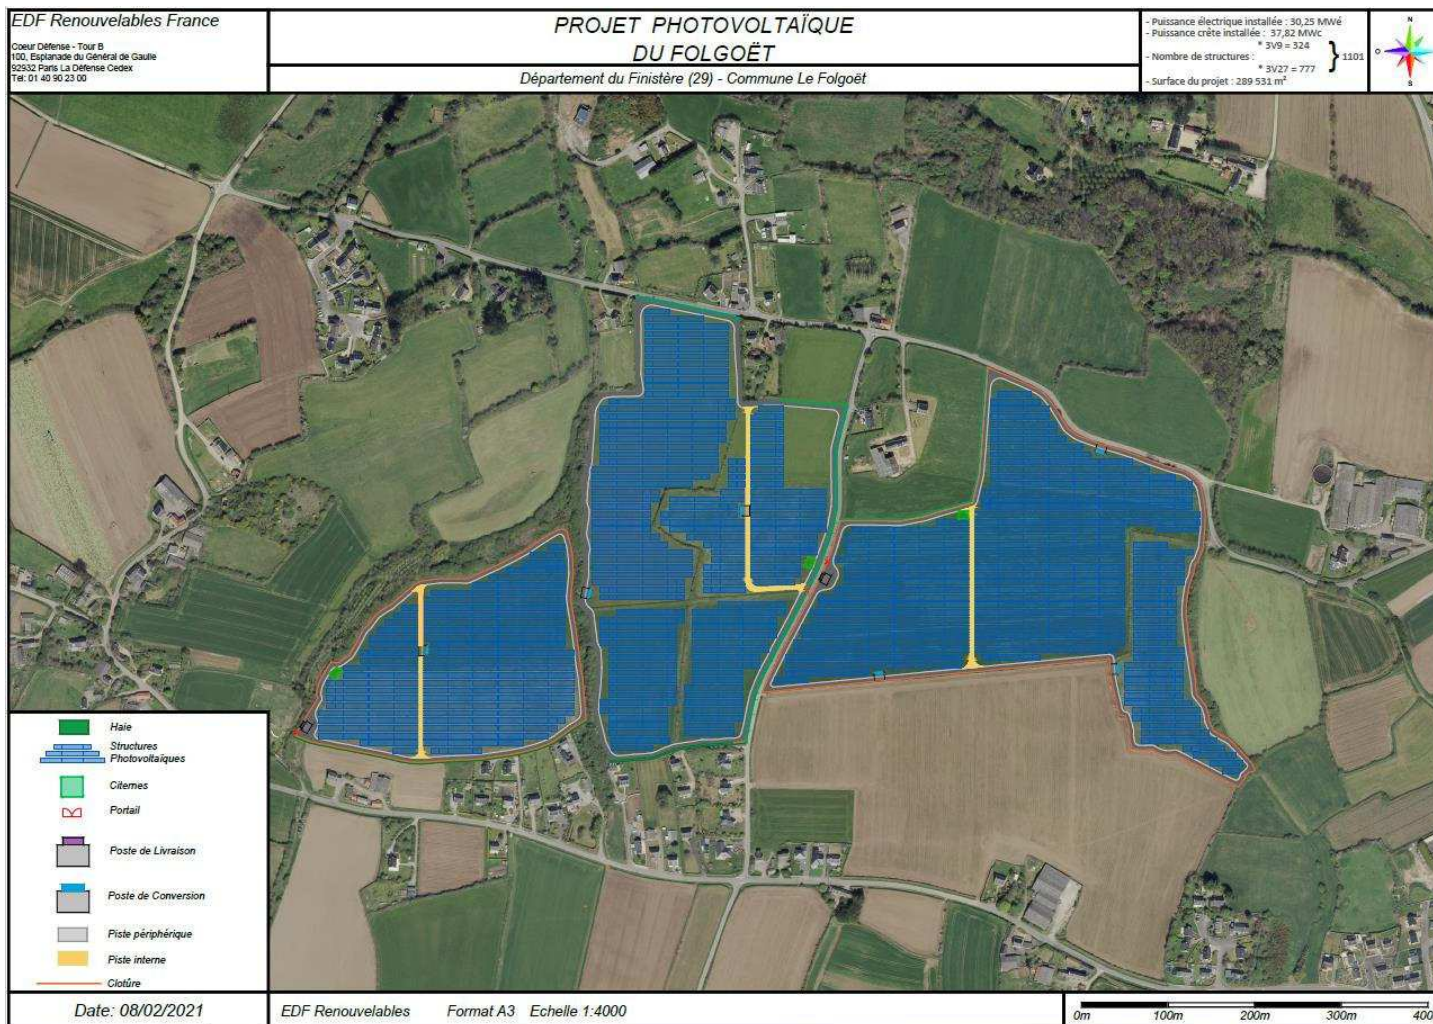 EDF Renouvelables France
Coeur Défense - Tour B
100, Esplanade du Général de Gaulle
92932 Paris La Défense Cedex
Tel: 01 40 90 23 00
PROJET PHOTOVOLTAÏQUE
DU FOLGOËT
Département du Finistère (29) - Commune Le Folgoët
- Puissance électrique installée : 30,25 MWé
- Puissance crête installée : 37,82 MWc
* 3V9 = 324
- Nombre de structures : } 1101
* 3V27 = 777
- Surface du projet : 289 531 m²
N
O
E
S
Haie
Structures
Photovoltaïques
Citernes
Portail
Poste de Livraison
Poste de Conversion
Piste périphérique
Piste interne
Clotûre
Date: 08/02/2021
EDF Renouvelables Format A3 Echelle 1:4000
0m 100m 200m 300m 400